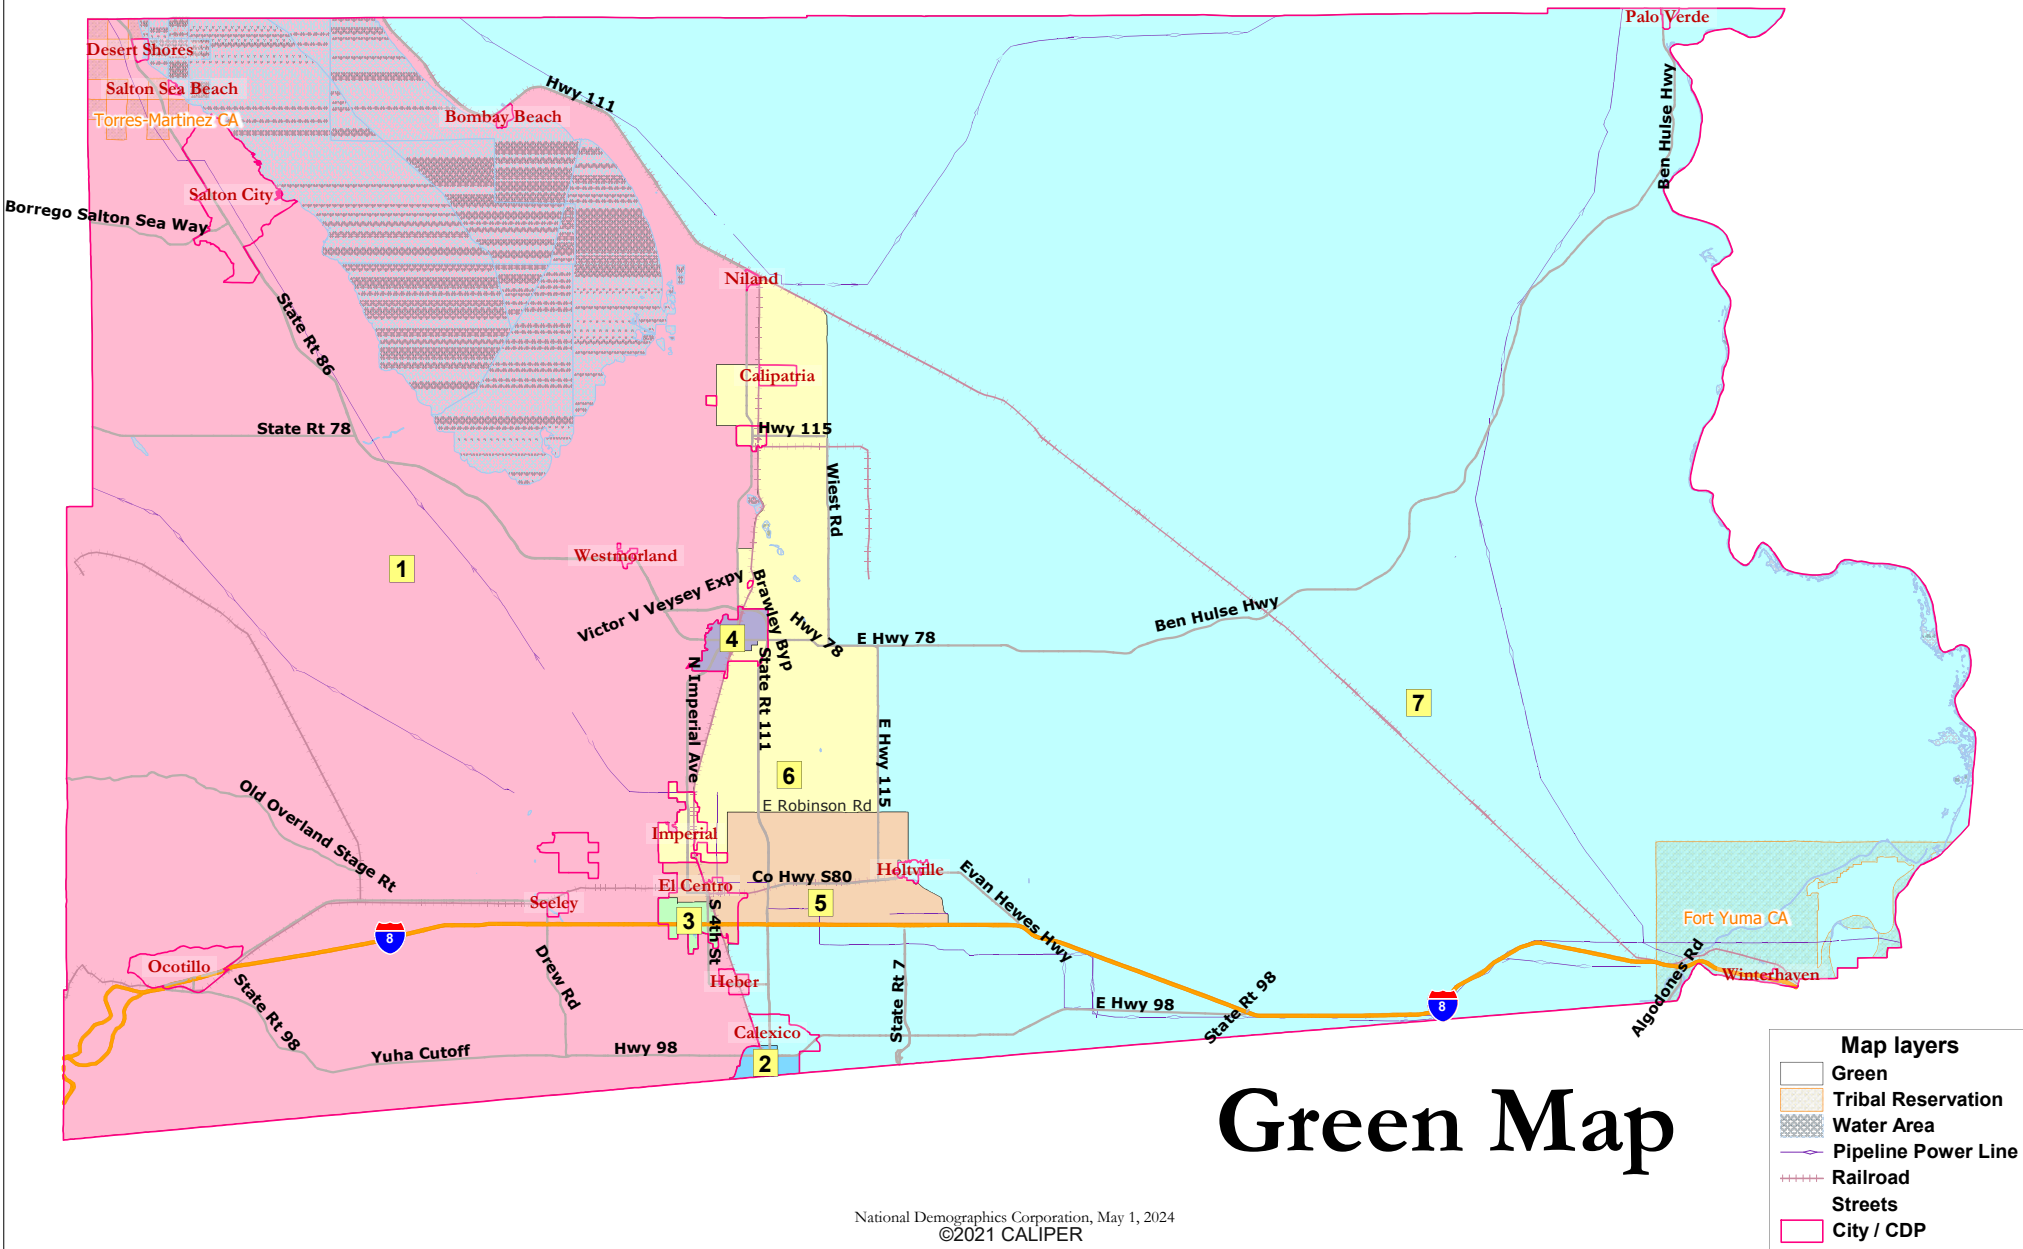 Palo Verde
Desert Shores
Salton Sea Beach
Torres-Martinez CA
Bombay Beach
Hwy 111
Ben Hulse Hwy
Salton City
Borrego Salton Sea Way
Niland
State Rt 86
Calipatria
State Rt 78
Hwy 115
Wiest Rd
Westmorland
1
Victor V Veysey Expy
Brawley Byp
4
Hwy 78
E Hwy 78
Ben Hulse Hwy
N Imperial Ave
State Rt 111
7
E Hwy 115
6
E Robinson Rd
Old Overland Stage Rt
Imperial
El Centro
Co Hwy S80
Holtville
Evan Hewes Hwy
Seeley
3
S 4th St
5
Fort Yuma CA
8
Ocotillo
Drew Rd
Heber
State Rt 7
Winterhaven
Algodones Rd
State Rt 98
E Hwy 98
State Rt 98
8
Calexico
Yuha Cutoff
Hwy 98
2
Green Map
Map layers
Green
Tribal Reservation
Water Area
Pipeline Power Line
Railroad
Streets
City / CDP
National Demographics Corporation, May 1, 2024
©2021 CALIPER